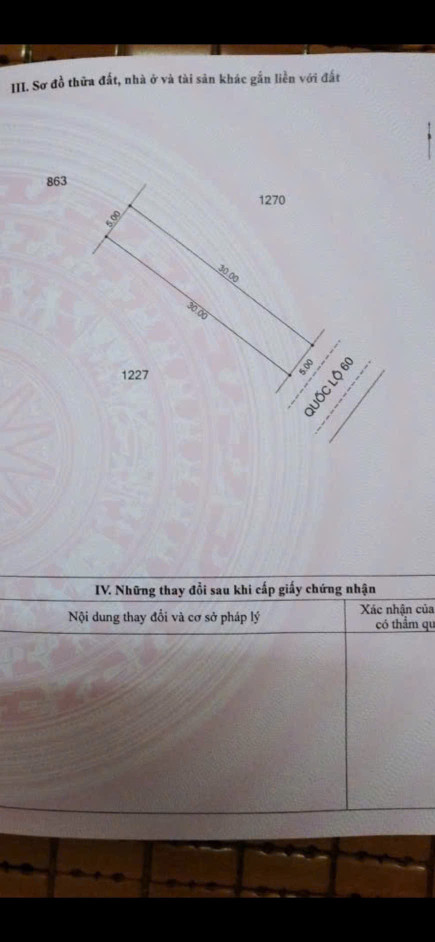 III. Sơ đồ thửa đất, nhà ở và tài sản khác gắn liền với đất
863
1270
5.00
30.00
30.00
1227
5.00
QUỐC LỘ 60
IV. Những thay đổi sau khi cấp giấy chứng nhận
Nội dung thay đổi và cơ sở pháp lý
Xác nhận của
có thẩm qu